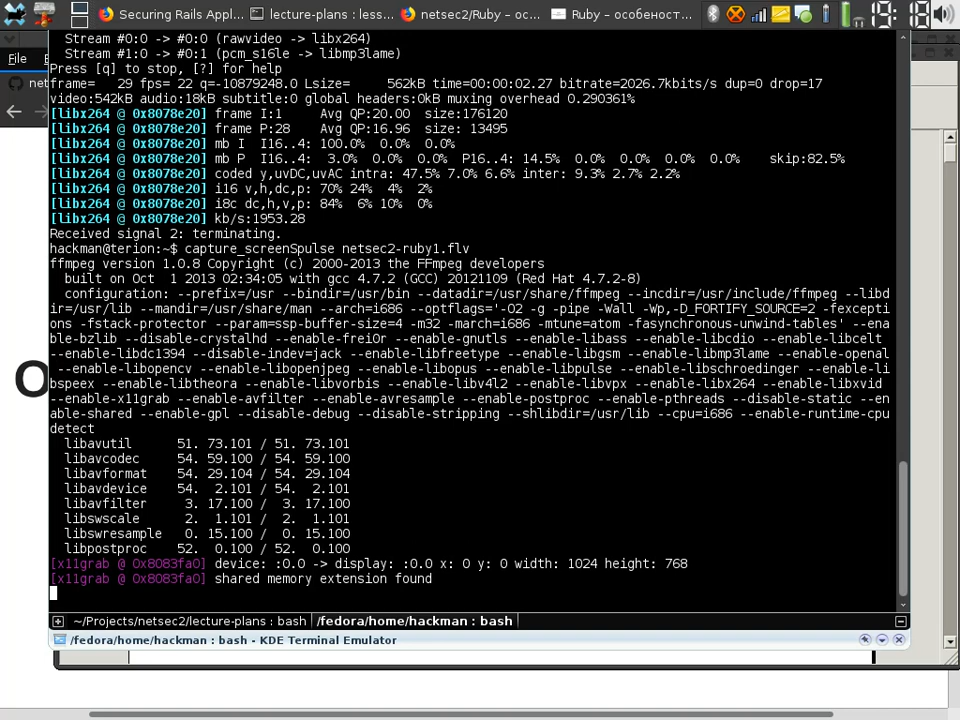 Securing Rails Appl...
lecture-plans : less...
netsec2/Ruby – о...
Ruby – особеност...
19:18
File
net
O
Stream #0:0 -> #0:0 (rawvideo -> libx264)
Stream #1:0 -> #0:1 (pcm_s16le -> libmp3lame)
Press [q] to stop, [?] for help
frame=   29 fps= 22 q=-10879248.0 Lsize=     562kB time=00:00:02.27 bitrate=2026.7kbits/s dup=0 drop=17
video:542kB audio:18kB subtitle:0 global headers:0kB muxing overhead 0.290361%
[libx264 @ 0x8078e20] frame I:1     Avg QP:20.00  size:176120
[libx264 @ 0x8078e20] frame P:28    Avg QP:16.96  size: 13495
[libx264 @ 0x8078e20] mb I  I16..4: 100.0%  0.0%  0.0%
[libx264 @ 0x8078e20] mb P  I16..4:  3.0%  0.0%  0.0%  P16..4: 14.5%  0.0%  0.0%  0.0%  0.0%    skip:82.5%
[libx264 @ 0x8078e20] coded y,uvDC,uvAC intra: 47.5% 7.0% 6.6% inter: 9.3% 2.7% 2.2%
[libx264 @ 0x8078e20] i16 v,h,dc,p: 70% 24%  4%  2%
[libx264 @ 0x8078e20] i8c dc,h,v,p: 84%  6% 10%  0%
[libx264 @ 0x8078e20] kb/s:1953.28
Received signal 2: terminating.
hackman@terion:~$ capture_screenSpulse netsec2-ruby1.flv
ffmpeg version 1.0.8 Copyright (c) 2000-2013 the FFmpeg developers
built on Oct  1 2013 02:34:05 with gcc 4.7.2 (GCC) 20121109 (Red Hat 4.7.2-8)
configuration: --prefix=/usr --bindir=/usr/bin --datadir=/usr/share/ffmpeg --incdir=/usr/include/ffmpeg --libd
ir=/usr/lib --mandir=/usr/share/man --arch=i686 --optflags='-O2 -g -pipe -Wall -Wp,-D_FORTIFY_SOURCE=2 -fexcepti
ons -fstack-protector --param=ssp-buffer-size=4 -m32 -march=i686 -mtune=atom -fasynchronous-unwind-tables' --ena
ble-bzlib --disable-crystalhd --enable-frei0r --enable-gnutls --enable-libass --enable-libcdio --enable-libcelt
--enable-libdc1394 --disable-indev=jack --enable-libfreetype --enable-libgsm --enable-libmp3lame --enable-openal
--enable-libopencv --enable-libopenjpeg --enable-libopus --enable-libpulse --enable-libschroedinger --enable-li
bspeex --enable-libtheora --enable-libvorbis --enable-libv4l2 --enable-libvpx --enable-libx264 --enable-libxvid
--enable-x11grab --enable-avfilter --enable-avresample --enable-postproc --enable-pthreads --disable-static --en
able-shared --enable-gpl --disable-debug --disable-stripping --shlibdir=/usr/lib --cpu=i686 --enable-runtime-cpu
detect
libavutil      51. 73.101 / 51. 73.101
libavcodec     54. 59.100 / 54. 59.100
libavformat    54. 29.104 / 54. 29.104
libavdevice    54.  2.101 / 54.  2.101
libavfilter     3. 17.100 /  3. 17.100
libswscale      2.  1.101 /  2.  1.101
libswresample   0. 15.100 /  0. 15.100
libpostproc    52.  0.100 / 52.  0.100
[x11grab @ 0x8083fa0] device: :0.0 -> display: :0.0 x: 0 y: 0 width: 1024 height: 768
[x11grab @ 0x8083fa0] shared memory extension found
~/Projects/netsec2/lecture-plans : bash
/fedora/home/hackman : bash
/fedora/home/hackman : bash - KDE Terminal Emulator